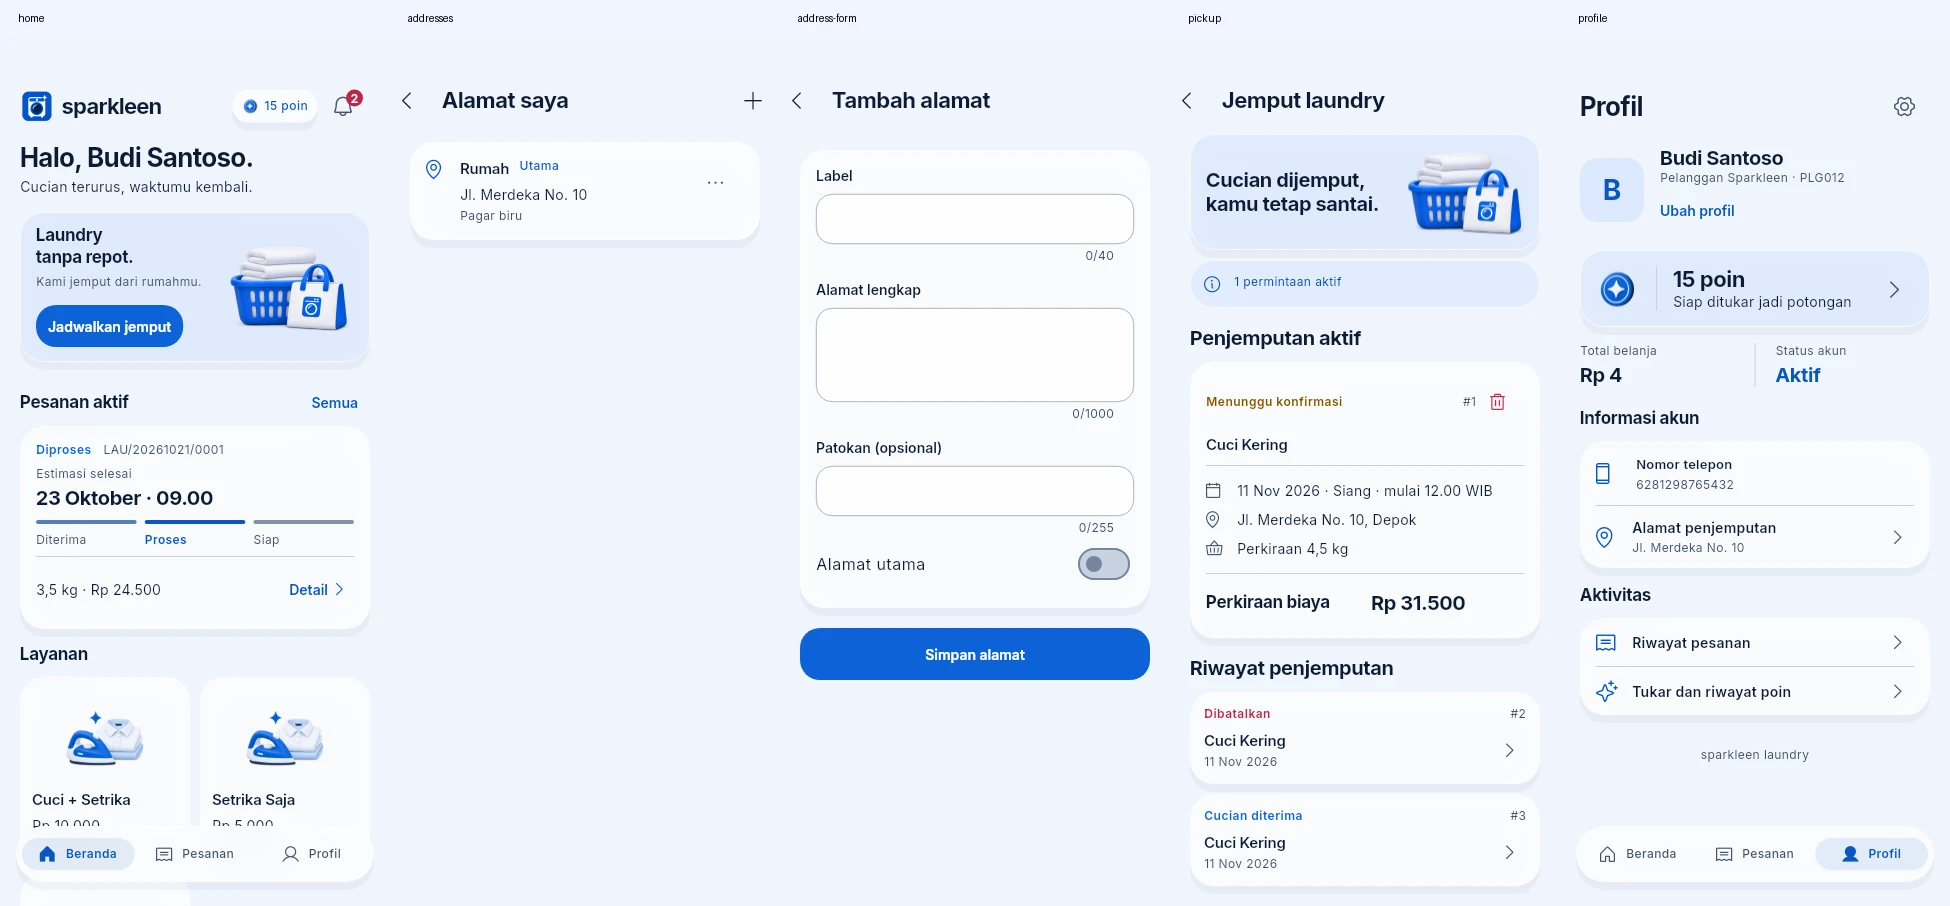 home
sparkleen
15 poin
2
Halo, Budi Santoso.
Cucian terurus, waktumu kembali.
Laundry
tanpa repot.
Kami jemput dari rumahmu.
Jadwalkan jemput
Pesanan aktif
Semua
Diproses LAU/20261021/0001
Estimasi selesai
23 Oktober · 09.00
Diterima
Proses
Siap
3,5 kg · Rp 24.500
Detail
Layanan
Cuci + Setrika
Rp 10.000
Setrika Saja
Rp 5.000
Beranda
Pesanan
Profil
addresses
Alamat saya
Rumah Utama
Jl. Merdeka No. 10
Pagar biru
address-form
Tambah alamat
Label
0/40
Alamat lengkap
0/1000
Patokan (opsional)
0/255
Alamat utama
Simpan alamat
pickup
Jemput laundry
Cucian dijemput,
kamu tetap santai.
1 permintaan aktif
Penjemputan aktif
Menunggu konfirmasi
#1
Cuci Kering
11 Nov 2026 · Siang · mulai 12.00 WIB
Jl. Merdeka No. 10, Depok
Perkiraan 4,5 kg
Perkiraan biaya
Rp 31.500
Riwayat penjemputan
Dibatalkan
#2
Cuci Kering
11 Nov 2026
Cucian diterima
#3
Cuci Kering
11 Nov 2026
profile
Profil
B
Budi Santoso
Pelanggan Sparkleen · PLG012
Ubah profil
15 poin
Siap ditukar jadi potongan
Total belanja
Rp 4
Status akun
Aktif
Informasi akun
Nomor telepon
6281298765432
Alamat penjemputan
Jl. Merdeka No. 10
Aktivitas
Riwayat pesanan
Tukar dan riwayat poin
sparkleen laundry
Beranda
Pesanan
Profil